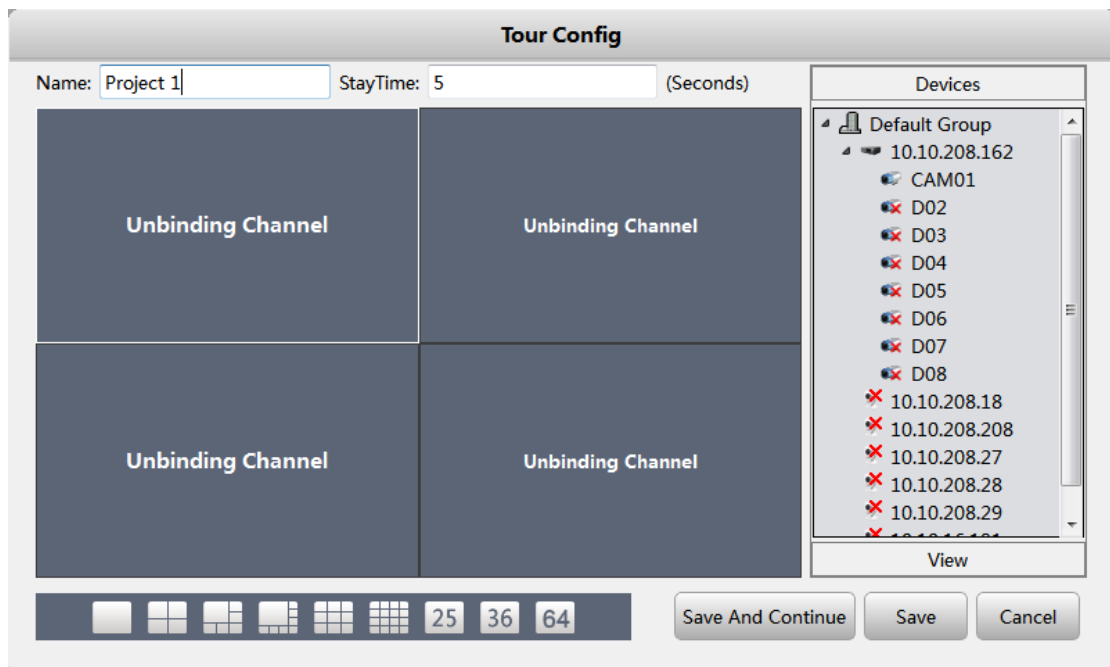 Tour Config
Name: Project 1 StayTime: 5 (Seconds)
Devices
Unbinding Channel
Unbinding Channel
Unbinding Channel
Unbinding Channel
Default Group
10.10.208.162
CAM01
D02
D03
D04
D05
D06
D07
D08
10.10.208.18
10.10.208.208
10.10.208.27
10.10.208.28
10.10.208.29
View
25 36 64
Save And Continue Save Cancel